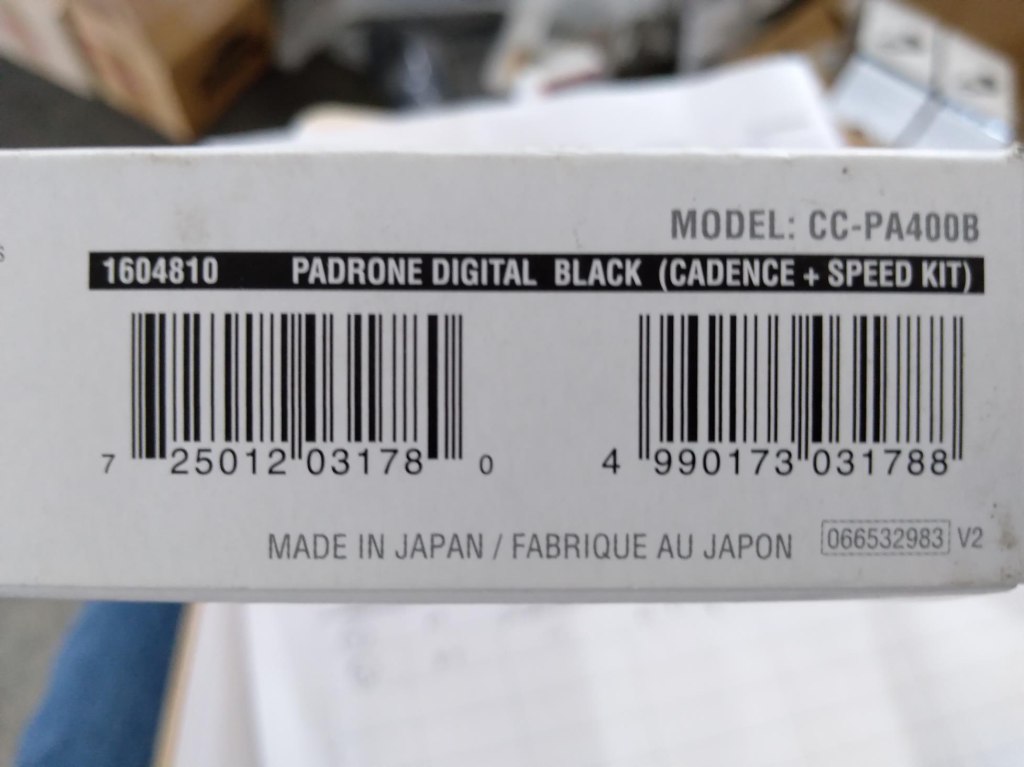 MODEL: CC-PA400B
1604810 PADRONE DIGITAL BLACK (CADENCE + SPEED KIT)
7 25012 03178 0
4 990173 031788
MADE IN JAPAN / FABRIQUE AU JAPON 066532983 V2